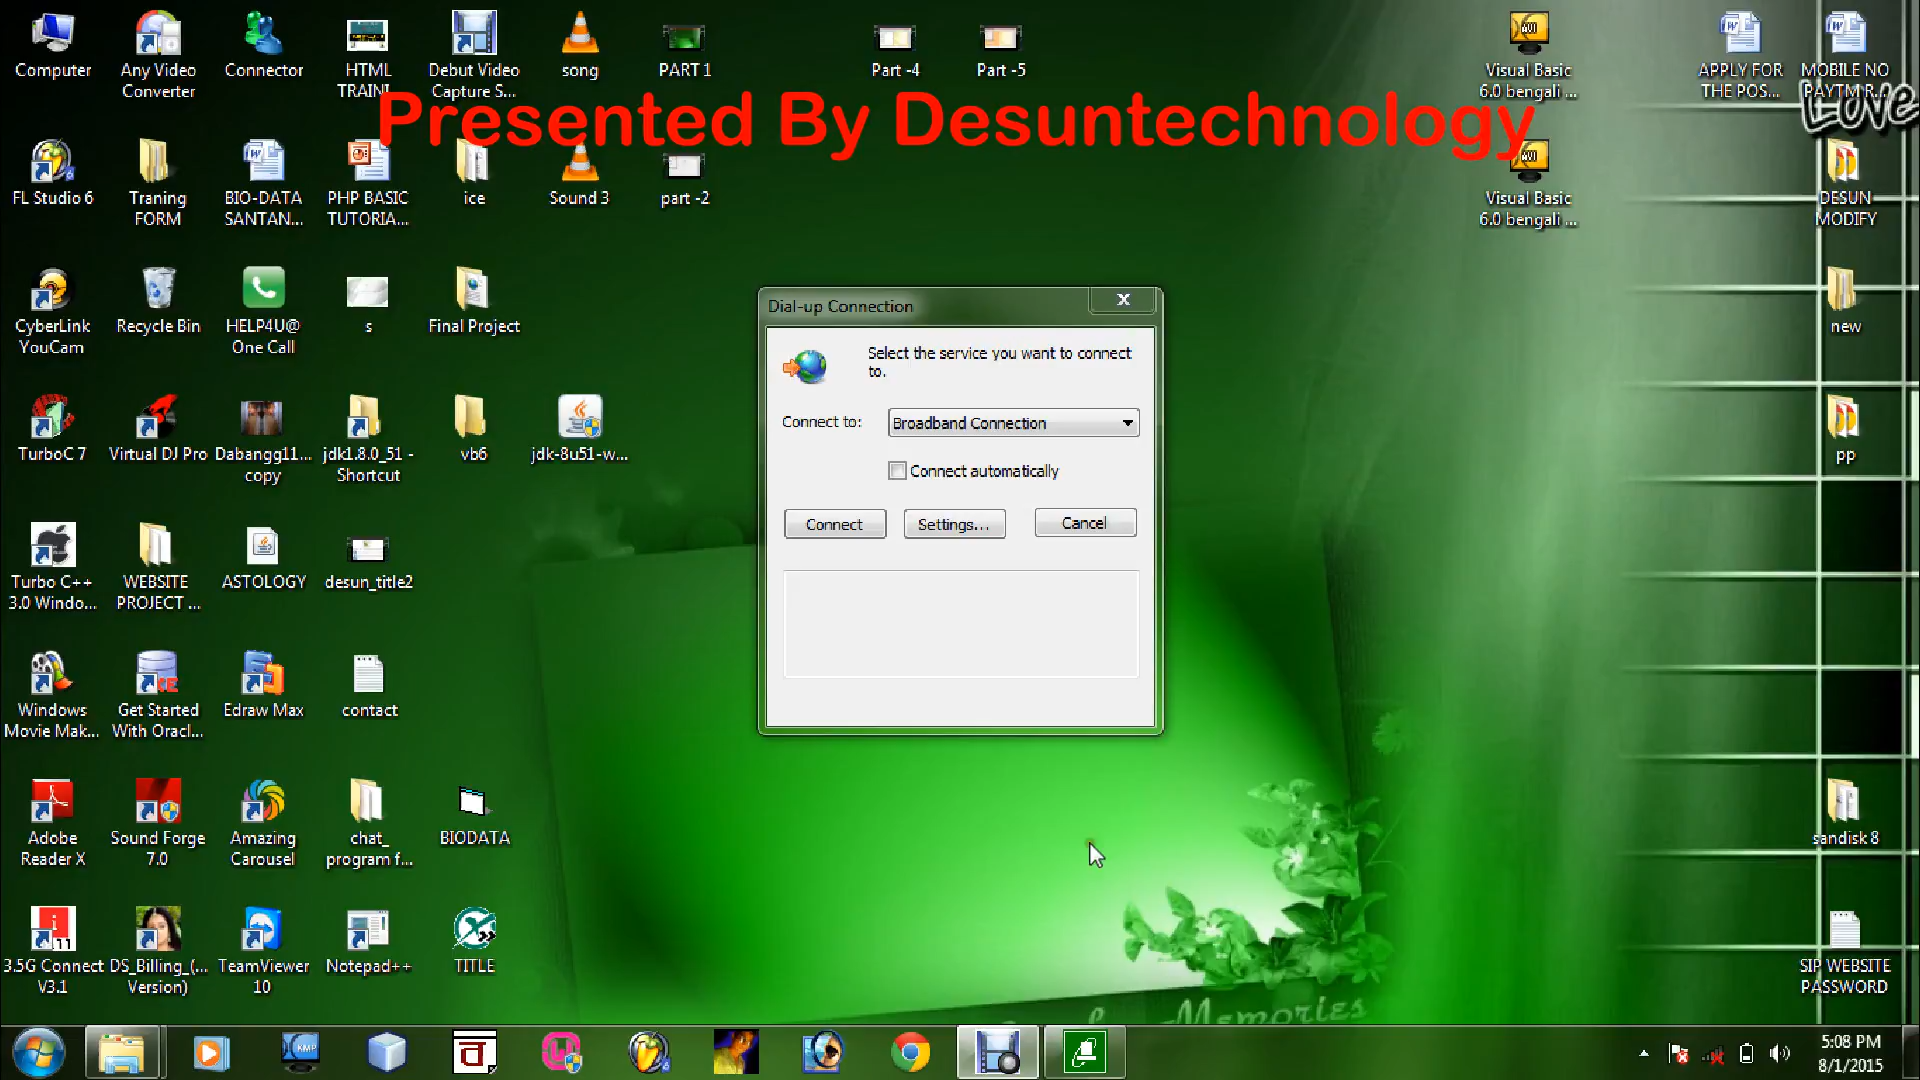 Computer
Any Video
Converter
Connector
HTML
TRAINI...
Debut Video
Capture S...
song
PART 1
Part -4
Part -5
Visual Basic
6.0 bengali ...
APPLY FOR
THE POS...
MOBILE NO
PAYTM R...
Love
Presented By Desuntechnology
FL Studio 6
Traning
FORM
BIO-DATA
SANTAN...
PHP BASIC
TUTORIA...
ice
Sound 3
part -2
Visual Basic
6.0 bengali ...
DESUN
MODIFY
CyberLink
YouCam
Recycle Bin
HELP4U@
One Call
s
Final Project
new
Dial-up Connection
X
Select the service you want to connect
to.
Connect to:
Broadband Connection
Connect automatically
Connect
Settings...
Cancel
TurboC 7
Virtual DJ Pro
Dabangg11...
copy
jdk1.8.0_51 -
Shortcut
vb6
jdk-8u51-w...
pp
Turbo C++
3.0 Windo...
WEBSITE
PROJECT ...
ASTOLOGY
desun_title2
Windows
Movie Mak...
Get Started
With Oracl...
Edraw Max
contact
Adobe
Reader X
Sound Forge
7.0
Amazing
Carousel
chat_
program f...
BIODATA
sandisk 8
3.5G Connect
V3.1
DS_Billing_(...
Version)
TeamViewer
10
Notepad++
TITLE
SIP WEBSITE
PASSWORD
Memories
KMP
5:08 PM
8/1/2015